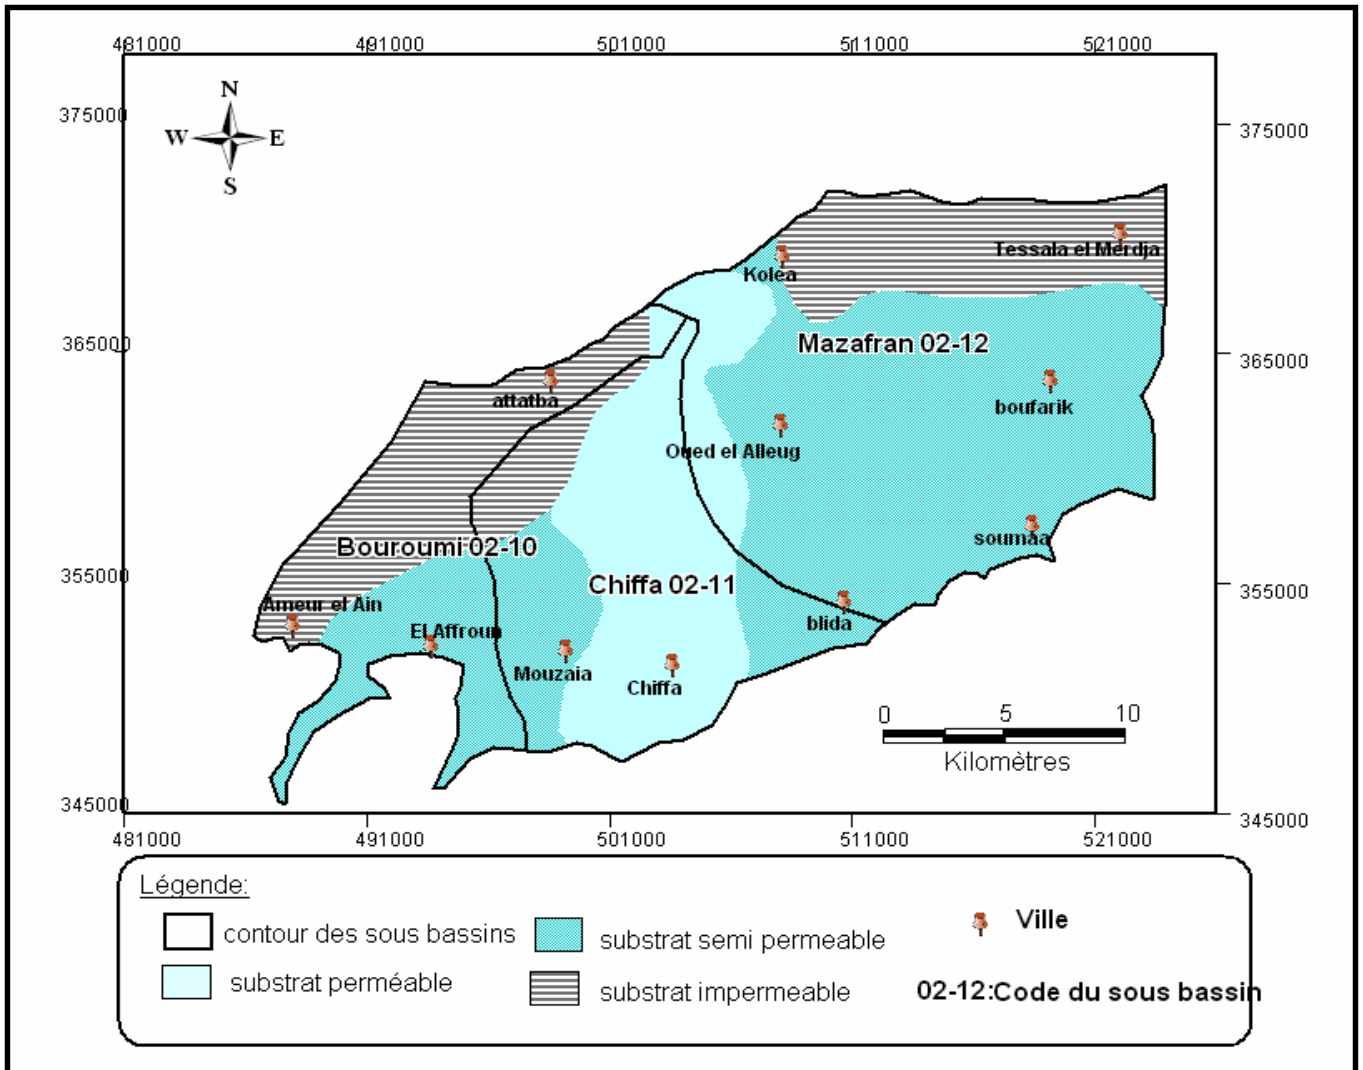 481000 491000 501000 511000 521000
N
W E
S
375000
375000
Tessala el Merdja
Kolea
365000
Mazafran 02-12
365000
attatba
boufarik
Oued el Alleug
soumaa
Bouroumi 02-10
355000
Chiffa 02-11
355000
Ameur el Ain
blida
El Affroun
Mouzaia
Chiffa
0 5 10
Kilomètres
345000
345000
481000 491000 501000 511000 521000
Légende:
contour des sous bassins
substrat semi permeable
Ville
substrat perméable
substrat impermeable
02-12:Code du sous bassin